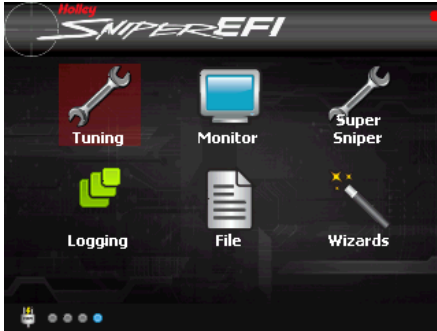 Holley
SNIPER EFI
Tuning
Monitor
Super
Sniper
Logging
File
Wizards